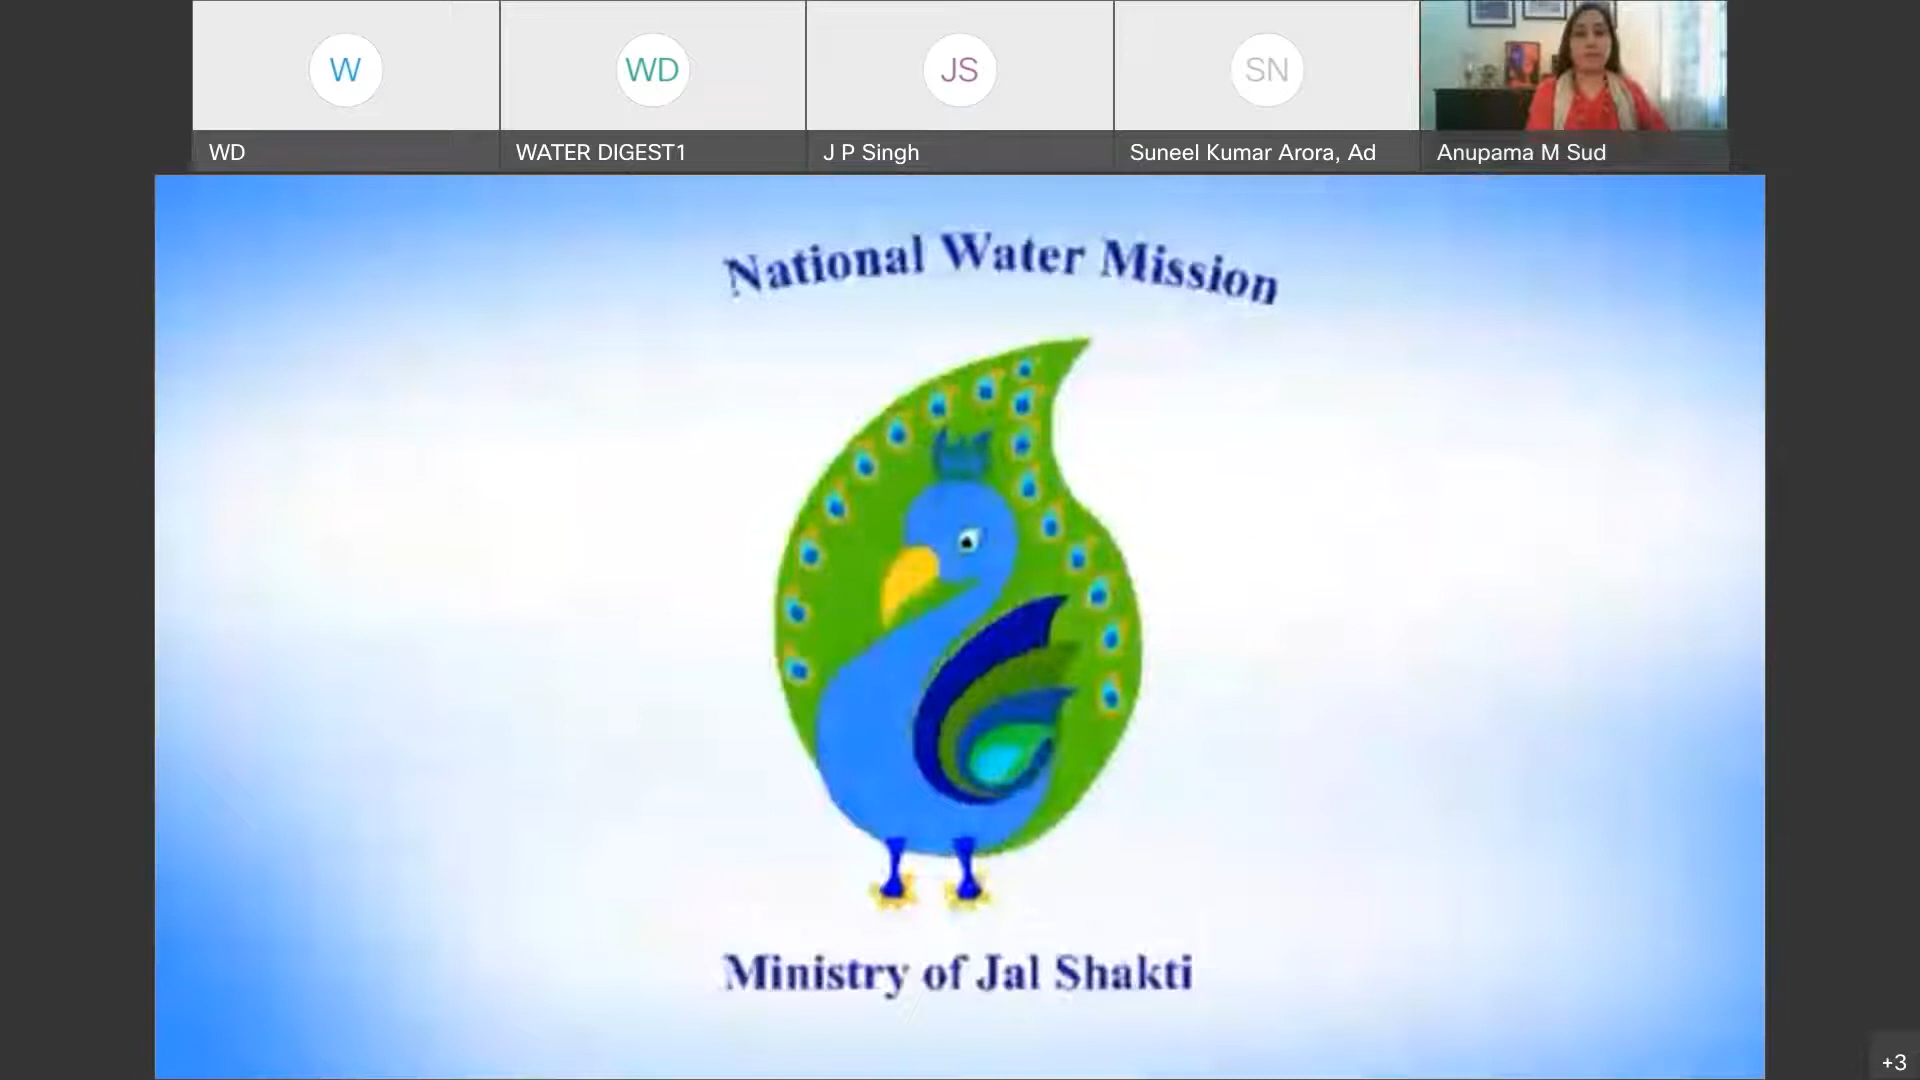 W
WD
JS
SN
WD
WATER DIGEST1
J P Singh
Suneel Kumar Arora, Ad
Anupama M Sud
National Water Mission
Ministry of Jal Shakti
+3